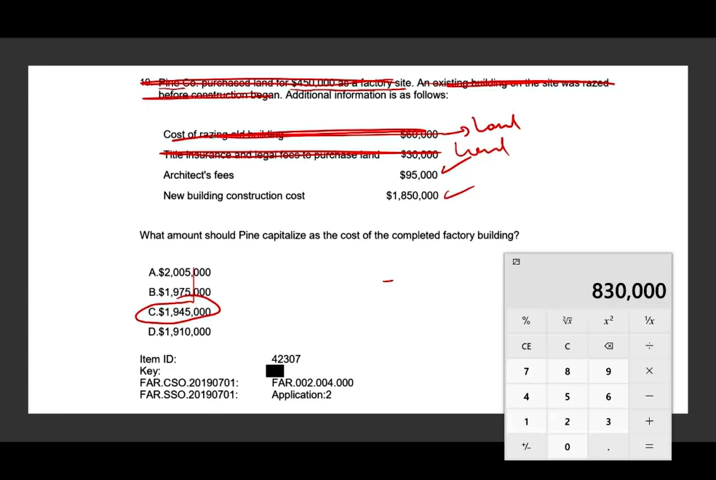 19. Pine Co. purchased land for $450,000 as a factory site. An existing building on the site was razed
before construction began. Additional information is as follows:
Cost of razing old building $60,000 Land
Title insurance and legal fees to purchase land $30,000 Land
Architect's fees $95,000
New building construction cost $1,850,000
What amount should Pine capitalize as the cost of the completed factory building?
A.$2,005,000
B.$1,975,000
C.$1,945,000
D.$1,910,000
Item ID: 42307
Key:
FAR.CSO.20190701: FAR.002.004.000
FAR.SSO.20190701: Application:2
830,000
% ³√x x² ¹/x
CE C ⌫ ÷
7 8 9 ×
4 5 6 −
1 2 3 +
+/- 0 . =